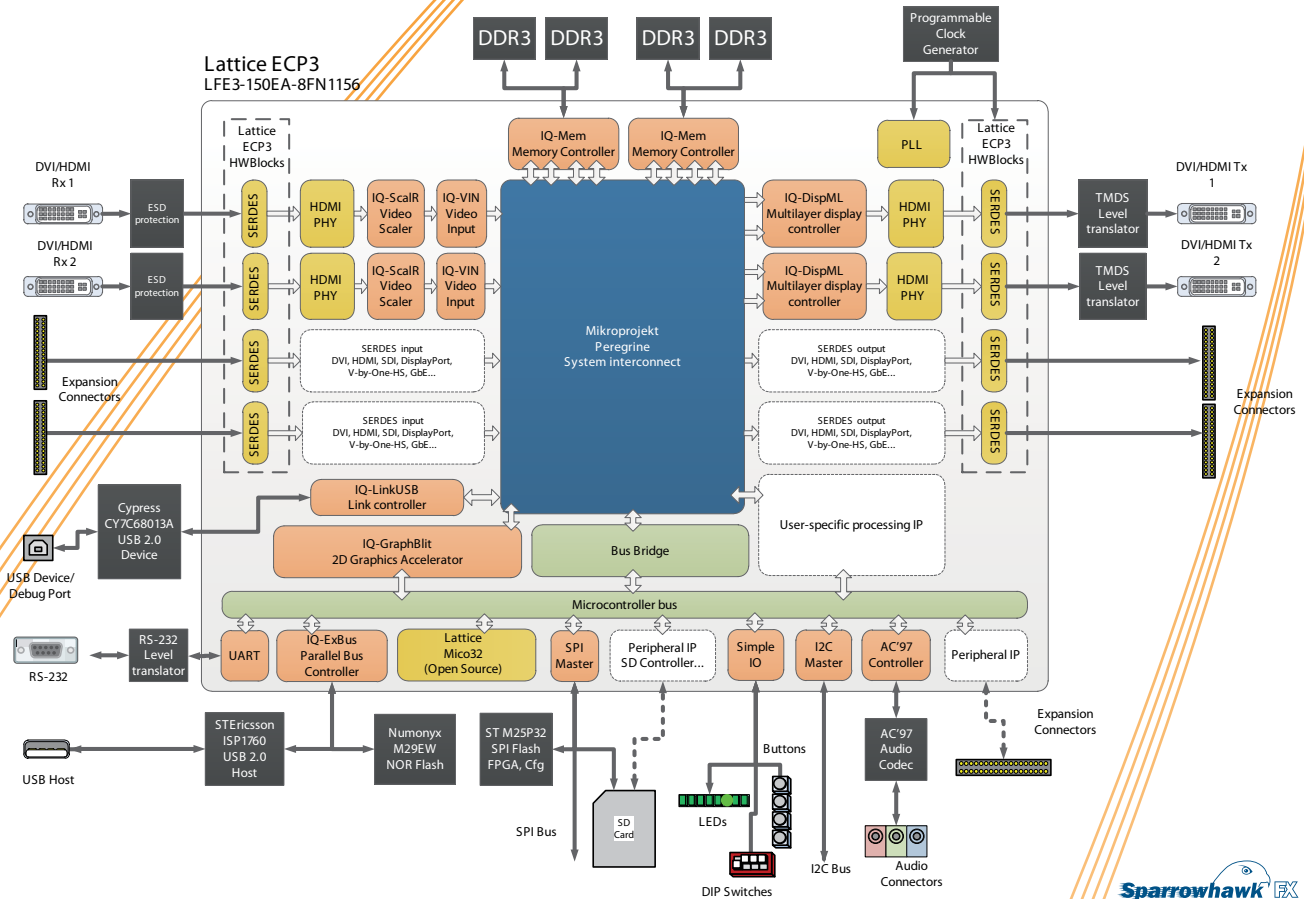 DDR3
DDR3
DDR3
DDR3
Programmable
Clock
Generator
Lattice ECP3
LFE3-150EA-8FN1156
Lattice
ECP3
HWBlocks
IQ-Mem
Memory Controller
IQ-Mem
Memory Controller
PLL
Lattice
ECP3
HWBlocks
DVI/HDMI
Rx 1
ESD
protection
SERDES
HDMI
PHY
IQ-ScalR
Video
Scaler
IQ-VIN
Video
Input
IQ-DispML
Multilayer display
controller
HDMI
PHY
SERDES
TMDS
Level
translator
DVI/HDMI Tx
1
DVI/HDMI
Rx 2
ESD
protection
SERDES
HDMI
PHY
IQ-ScalR
Video
Scaler
IQ-VIN
Video
Input
IQ-DispML
Multilayer display
controller
HDMI
PHY
SERDES
TMDS
Level
translator
DVI/HDMI Tx
2
Mikroprojekt
Peregrine
System interconnect
Expansion
Connectors
SERDES
SERDES input
DVI, HDMI, SDI, DisplayPort,
V-by-One-HS, GbE...
SERDES output
DVI, HDMI, SDI, DisplayPort,
V-by-One-HS, GbE...
SERDES
Expansion
Connectors
SERDES
SERDES input
DVI, HDMI, SDI, DisplayPort,
V-by-One-HS, GbE...
SERDES output
DVI, HDMI, SDI, DisplayPort,
V-by-One-HS, GbE...
SERDES
Cypress
CY7C68013A
USB 2.0
Device
USB Device/
Debug Port
IQ-LinkUSB
Link controller
IQ-GraphBlit
2D Graphics Accelerator
Bus Bridge
User-specific processing IP
Microcontroller bus
RS-232
RS-232
Level
translator
UART
IQ-ExBus
Parallel Bus
Controller
Lattice
Mico32
(Open Source)
SPI
Master
Peripheral IP
SD Controller...
Simple
IO
I2C
Master
AC'97
Controller
Peripheral IP
USB Host
STEricsson
ISP1760
USB 2.0
Host
Numonyx
M29EW
NOR Flash
ST M25P32
SPI Flash
FPGA, Cfg
Buttons
AC'97
Audio
Codec
Expansion
Connectors
SPI Bus
SD
Card
LEDs
DIP Switches
I2C Bus
Audio
Connectors
Sparrowhawk FX